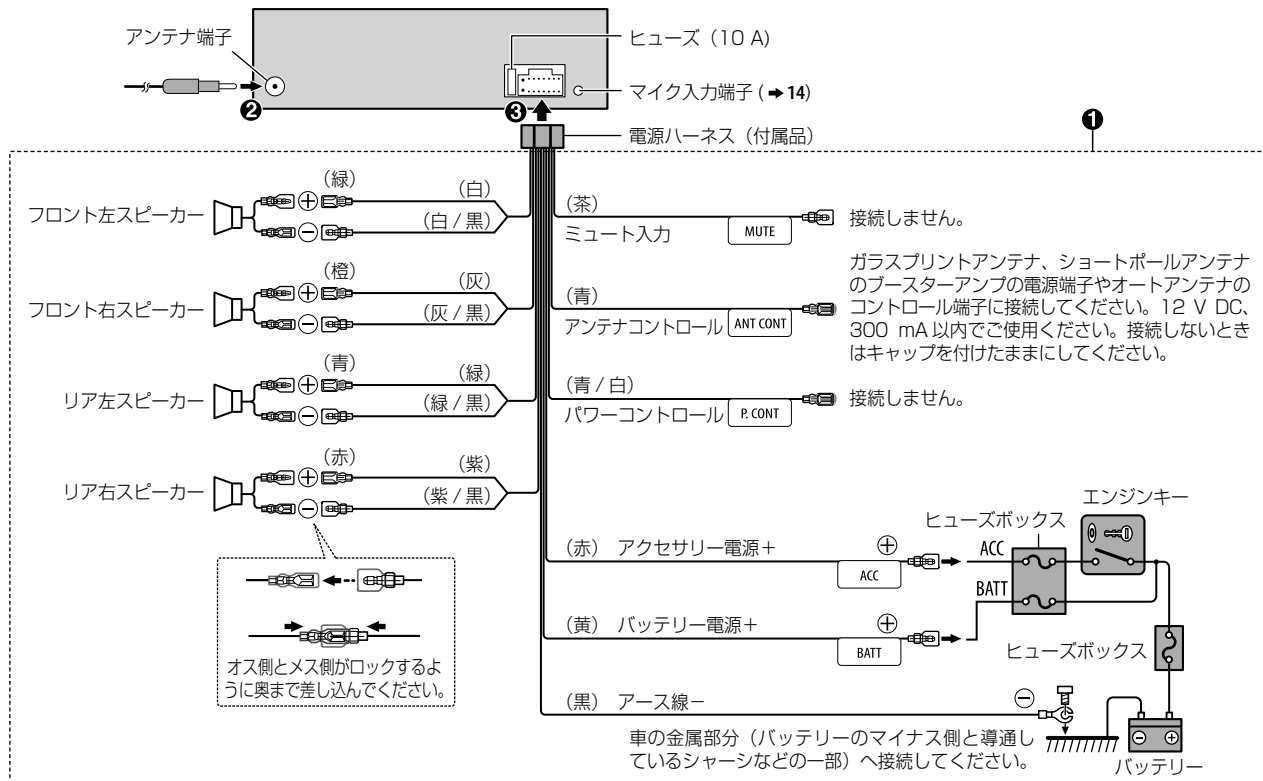 アンテナ端子
ヒューズ（10 A）
マイク入力端子 (➜14)
❷
❸
電源ハーネス（付属品）
❶
フロント左スピーカー
（緑）
（白）
（白 / 黒）
フロント右スピーカー
（橙）
（灰）
（灰 / 黒）
リア左スピーカー
（青）
（緑）
（緑 / 黒）
リア右スピーカー
（赤）
（紫）
（紫 / 黒）
オス側とメス側がロックするよ
うに奥まで差し込んでください。
（茶）
ミュート入力
MUTE
接続しません。
（青）
アンテナコントロール
ANT CONT
ガラスプリントアンテナ、ショートポールアンテナ
のブースターアンプの電源端子やオートアンテナの
コントロール端子に接続してください。12 V DC、
300 mA 以内でご使用ください。接続しないとき
はキャップを付けたままにしてください。
（青 / 白）
パワーコントロール
P. CONT
接続しません。
（赤） アクセサリー電源＋
ACC
ヒューズボックス
エンジンキー
ACC
BATT
（黄） バッテリー電源＋
BATT
ヒューズボックス
（黒） アース線－
車の金属部分（バッテリーのマイナス側と導通し
ているシャーシなどの一部）へ接続してください。
バッテリー